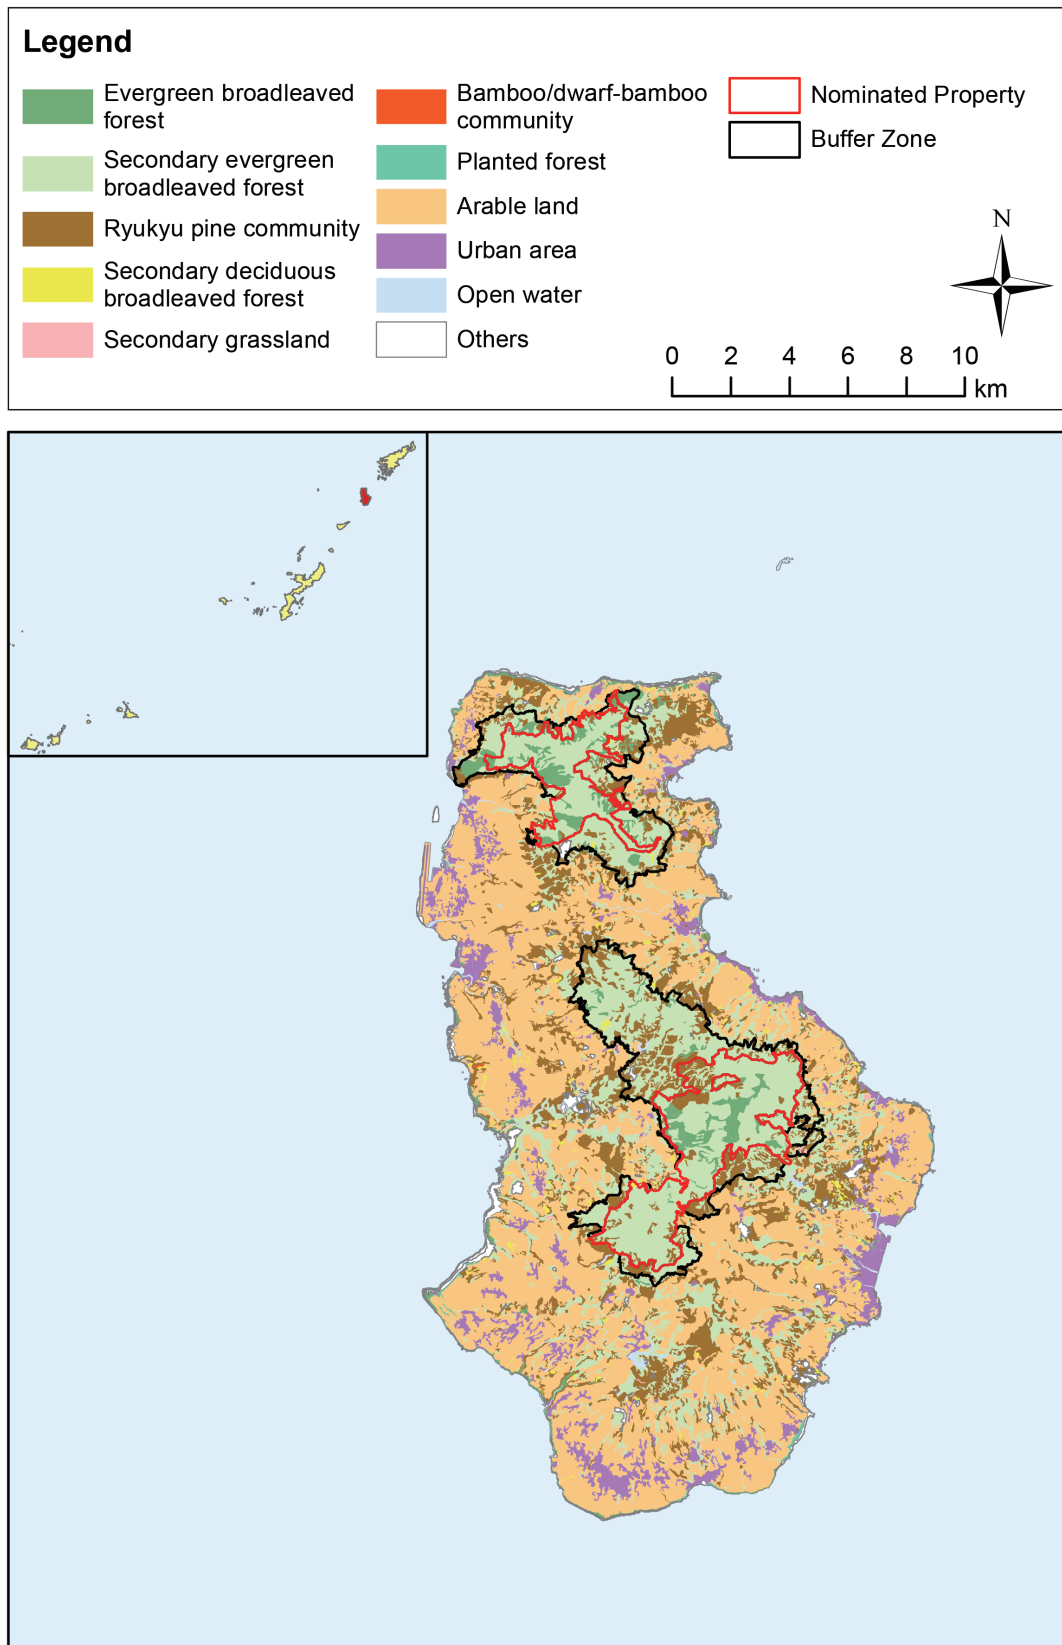 Legend
Evergreen broadleaved
forest
Secondary evergreen
broadleaved forest
Ryukyu pine community
Secondary deciduous
broadleaved forest
Secondary grassland
Bamboo/dwarf-bamboo
community
Planted forest
Arable land
Urban area
Open water
Others
Nominated Property
Buffer Zone
N
0 2 4 6 8 10
km